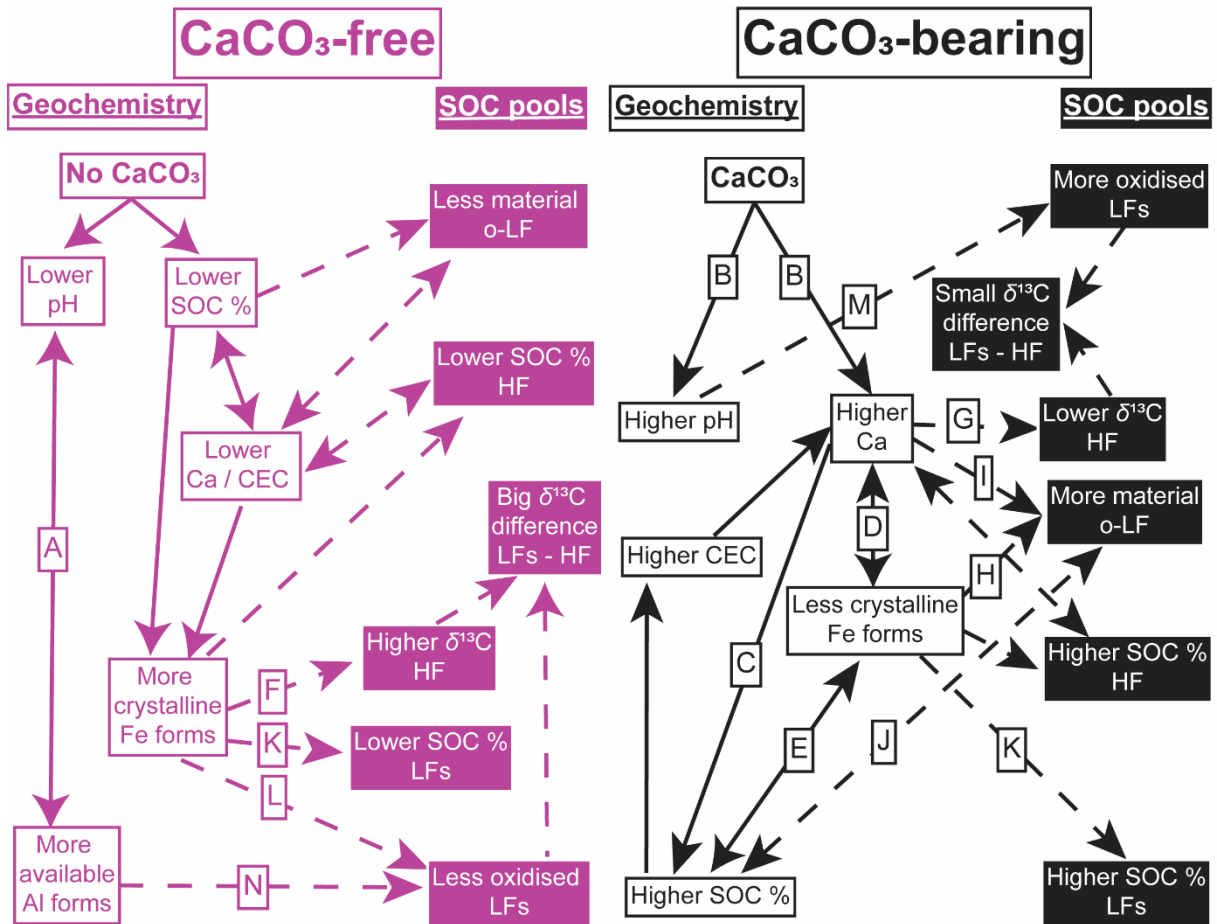 CaCO₃-free
Geochemistry
SOC pools
No CaCO₃
Less material
o-LF
Lower
pH
Lower
SOC %
Lower SOC %
HF
Lower
Ca / CEC
Big δ¹³C
difference
LFs - HF
A
Higher δ¹³C
HF
More
crystalline
Fe forms
F
K
Lower SOC %
LFs
L
More
available
Al forms
N
Less oxidised
LFs
CaCO₃-bearing
Geochemistry
SOC pools
CaCO₃
More oxidised
LFs
B
B
M
Small δ¹³C
difference
LFs - HF
Higher pH
Higher
Ca
G
Lower δ¹³C
HF
I
More material
o-LF
D
Higher CEC
H
Less crystalline
Fe forms
Higher SOC %
HF
C
E
J
K
Higher SOC %
Higher SOC %
LFs